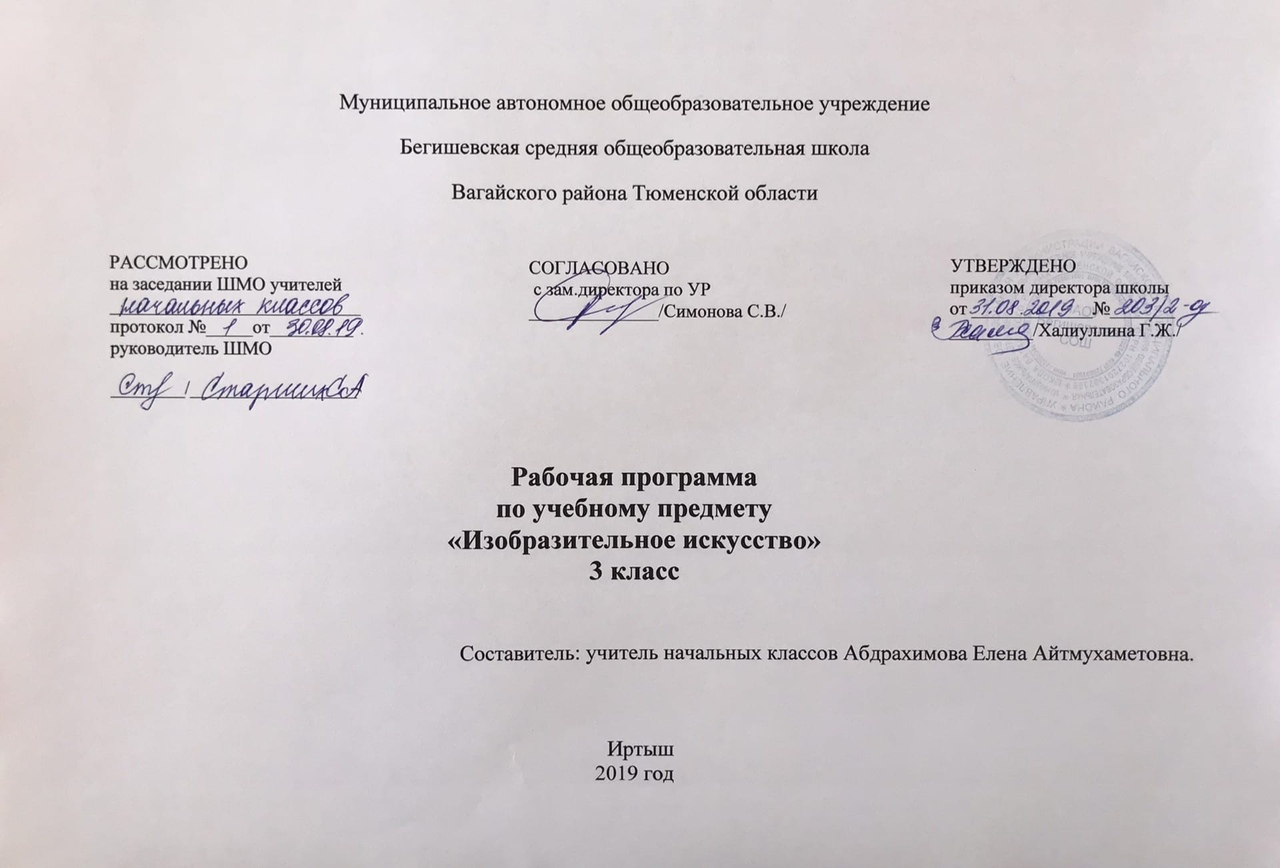 Муниципальное автономное общеобразовательное учреждение
Бегишевская средняя общеобразовательная школа
Вагайского района Тюменской области
РАССМОТРЕНО
на заседании ШМО учителей
начальных классов
протокол № 1 от 30.08.19.
руководитель ШМО
СОГЛАСОВАНО
с зам.директора по УР
/Симонова С.В./
УТВЕРЖДЕНО
приказом директора школы
от 31.08.2019 № 203/2-од
/Халиуллина Г.Ж./
СОШ
Рабочая программа
по учебному предмету
«Изобразительное искусство»
3 класс
Составитель: учитель начальных классов Абдрахимова Елена Айтмухаметовна.
Иртыш
2019 год